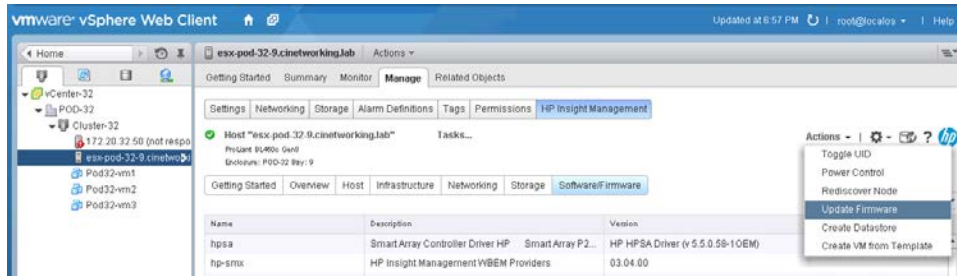 vmware vSphere Web Client Updated at 6:57 PM root@localos Help
Home esx-pod-32-9.cinetworking.lab Actions
Getting Started Summary Monitor Manage Related Objects
vCenter-32
POD-32
Cluster-32
172.20.32.50 (not respo
esx-pod-32-9.cinetwo
Pod32-vm1
Pod32-vm2
Pod32-vm3
Settings Networking Storage Alarm Definitions Tags Permissions HP Insight Management
Host "esx-pod-32-9.cinetworking.lab" Tasks...
ProLiant BL460c Gen8
Enclosure: POD-32 Bay: 9
Actions ? hp
Toggle UID
Power Control
Rediscover Node
Update Firmware
Create Datastore
Create VM from Template
Getting Started Overview Host Infrastructure Networking Storage Software/Firmware
Name Description Version
hpsa Smart Array Controller Driver HP Smart Array P2... HP HPSA Driver (v 5.5.0.58-1OEM)
hp-smx HP Insight Management WBEM Providers 03.04.00